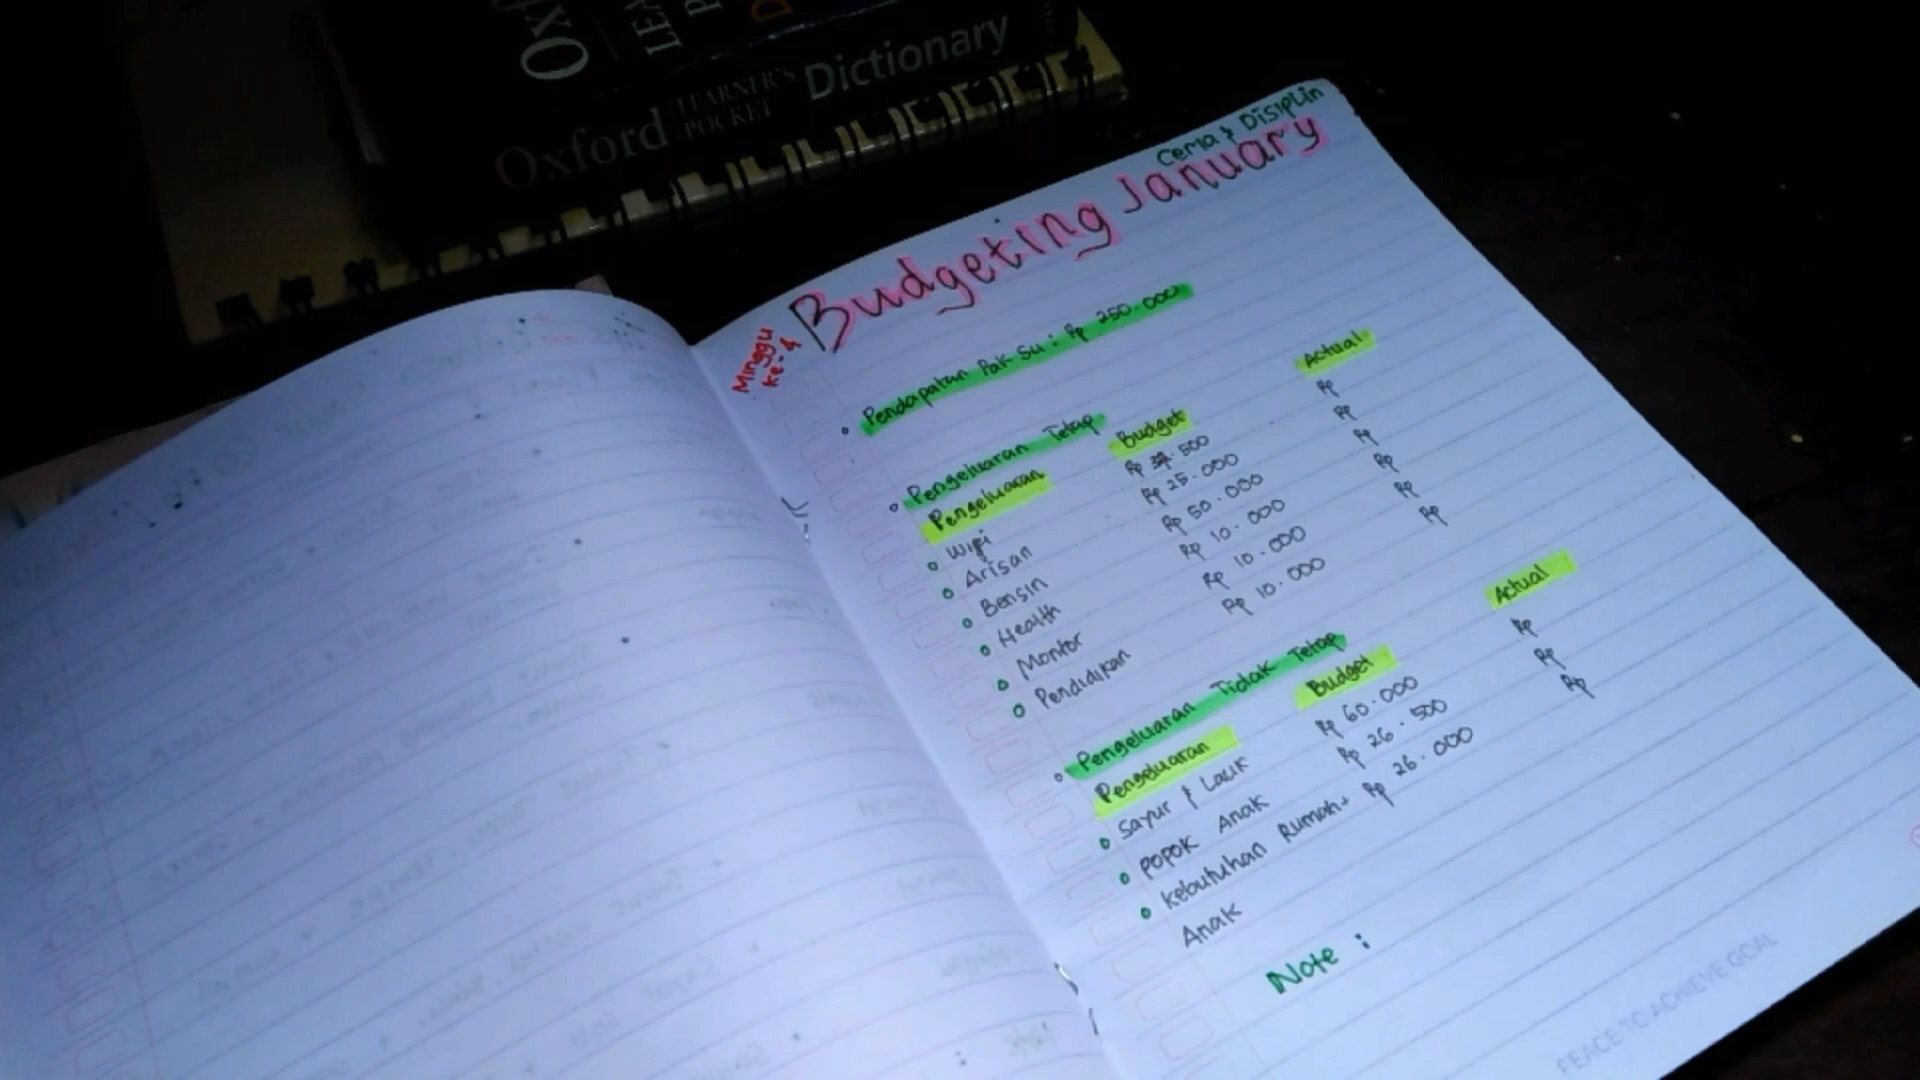 Oxford
LEARNER'S
POCKET
Dictionary
Ceria & Disiplin
Budgeting January
Minggu
ke-4
Pendapatan Pak Su : Rp 250.000
Pengeluaran Tetap
Pengeluaran Budget Actual
Wifi Rp .500 Rp
Arisan Rp 25.000 Rp
Bensin Rp 50.000 Rp
Health Rp 10.000 Rp
Montor Rp 10.000 Rp
Pendidikan Rp 10.000 Rp
Pengeluaran Tidak Tetap
Pengeluaran Budget Actual
Sayur & Lauk Rp 60.000 Rp
Popok Anak Rp 26.500 Rp
Kebutuhan Rumah+ Rp 26.000 Rp
Anak
Note :
PEACE TO ACHIEVE GOAL